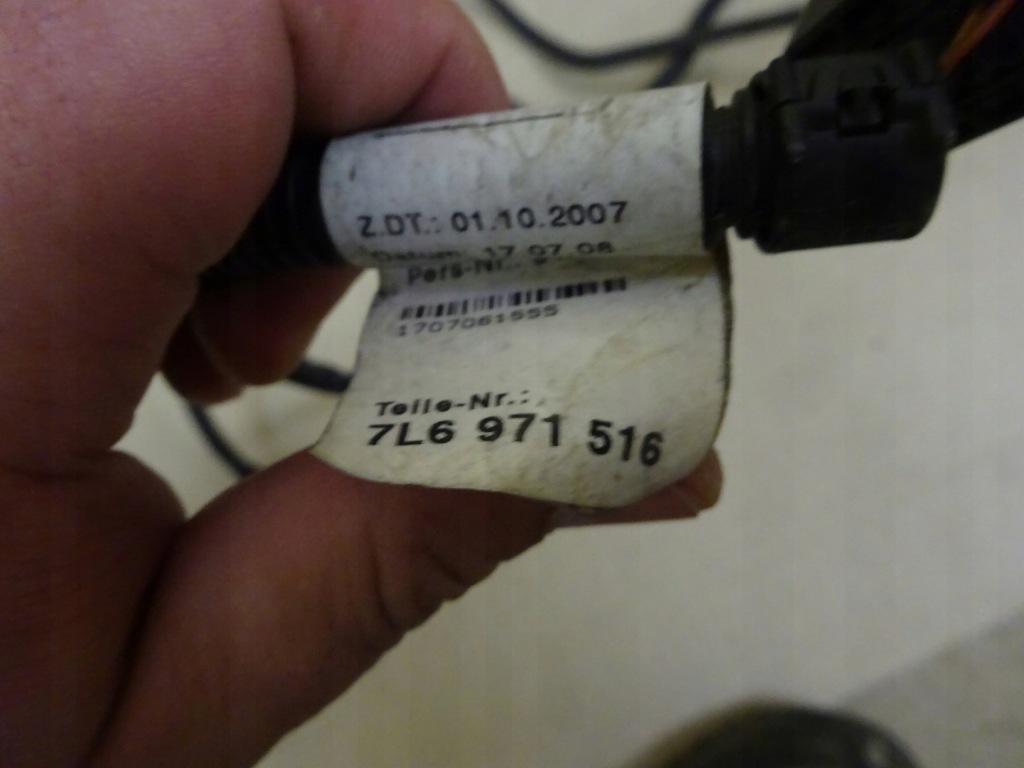 Z.DT.: 01.10.2007
Datum: 17.07.08
Pers-Nr.:
1707061555
Teile-Nr.:
7L6 971 516